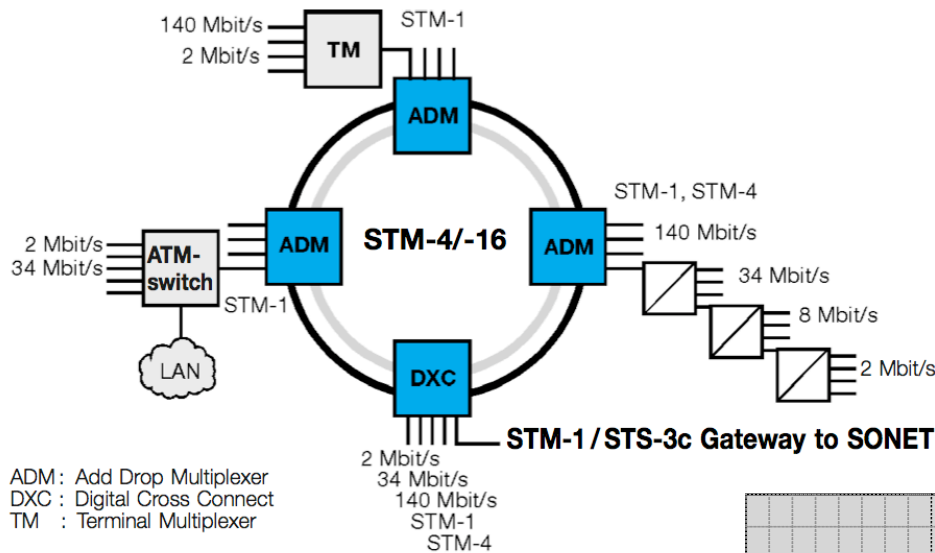 140 Mbit/s
2 Mbit/s
TM
STM-1
ADM
STM-1, STM-4
140 Mbit/s
ADM
STM-4/-16
ADM
2 Mbit/s
34 Mbit/s
ATM-
switch
STM-1
LAN
34 Mbit/s
8 Mbit/s
2 Mbit/s
DXC
STM-1/STS-3c Gateway to SONET
2 Mbit/s
34 Mbit/s
140 Mbit/s
STM-1
STM-4
ADM : Add Drop Multiplexer
DXC : Digital Cross Connect
TM : Terminal Multiplexer